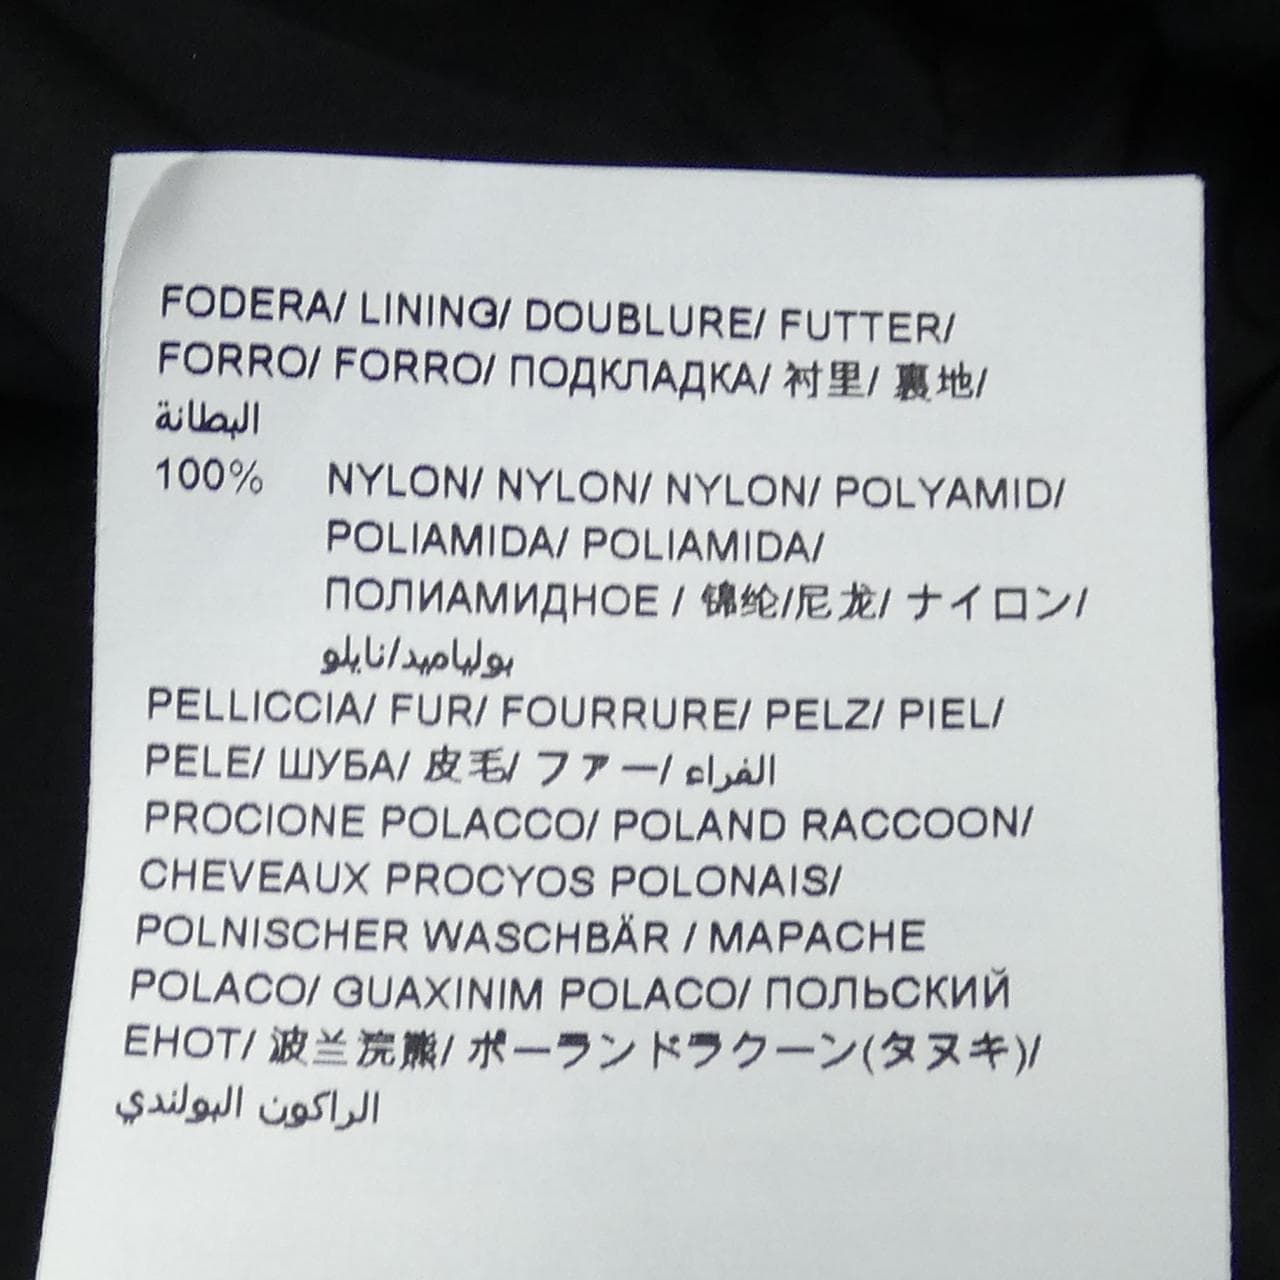 FODERA/ LINING/ DOUBLURE/ FUTTER/
FORRO/ FORRO/ ПОДКЛАДКА/ 衬里/ 裏地/
البطانة
100% NYLON/ NYLON/ NYLON/ POLYAMID/
POLIAMIDA/ POLIAMIDA/
ПОЛИАМИДНОЕ / 锦纶/尼龙/ ナイロン/
بولياميد/نايلو
PELLICCIA/ FUR/ FOURRURE/ PELZ/ PIEL/
PELE/ ШУБА/ 皮毛/ ファー/ الفراء
PROCIONE POLACCO/ POLAND RACCOON/
CHEVEAUX PROCYOS POLONAIS/
POLNISCHER WASCHBÄR / MAPACHE
POLACO/ GUAXINIM POLACO/ ПОЛЬСКИЙ
ЕНОТ/ 波兰浣熊/ ポーランドラクーン(タヌキ)/
الراكون البولندي